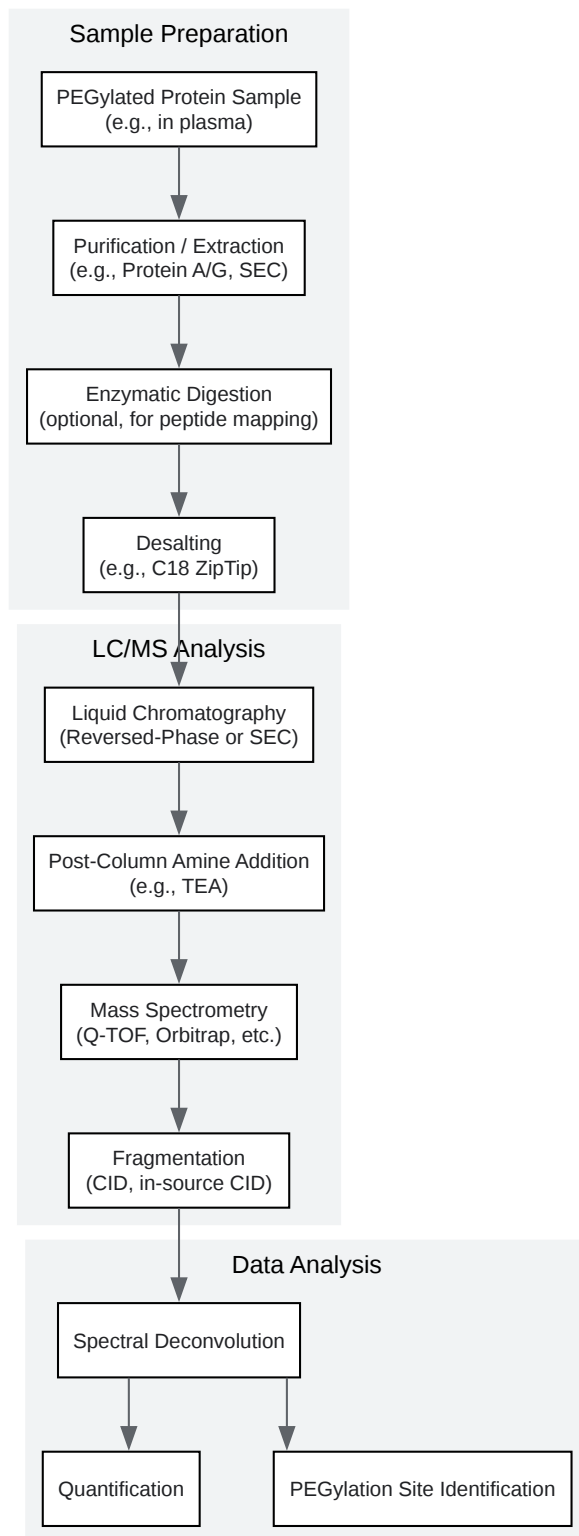 Sample Preparation
PEGylated Protein Sample
(e.g., in plasma)
Purification / Extraction
(e.g., Protein A/G, SEC)
Enzymatic Digestion
(optional, for peptide mapping)
Desalting
(e.g., C18 ZipTip)
LC/MS Analysis
Liquid Chromatography
(Reversed-Phase or SEC)
Post-Column Amine Addition
(e.g., TEA)
Mass Spectrometry
(Q-TOF, Orbitrap, etc.)
Fragmentation
(CID, in-source CID)
Data Analysis
Spectral Deconvolution
Quantification
PEGylation Site Identification